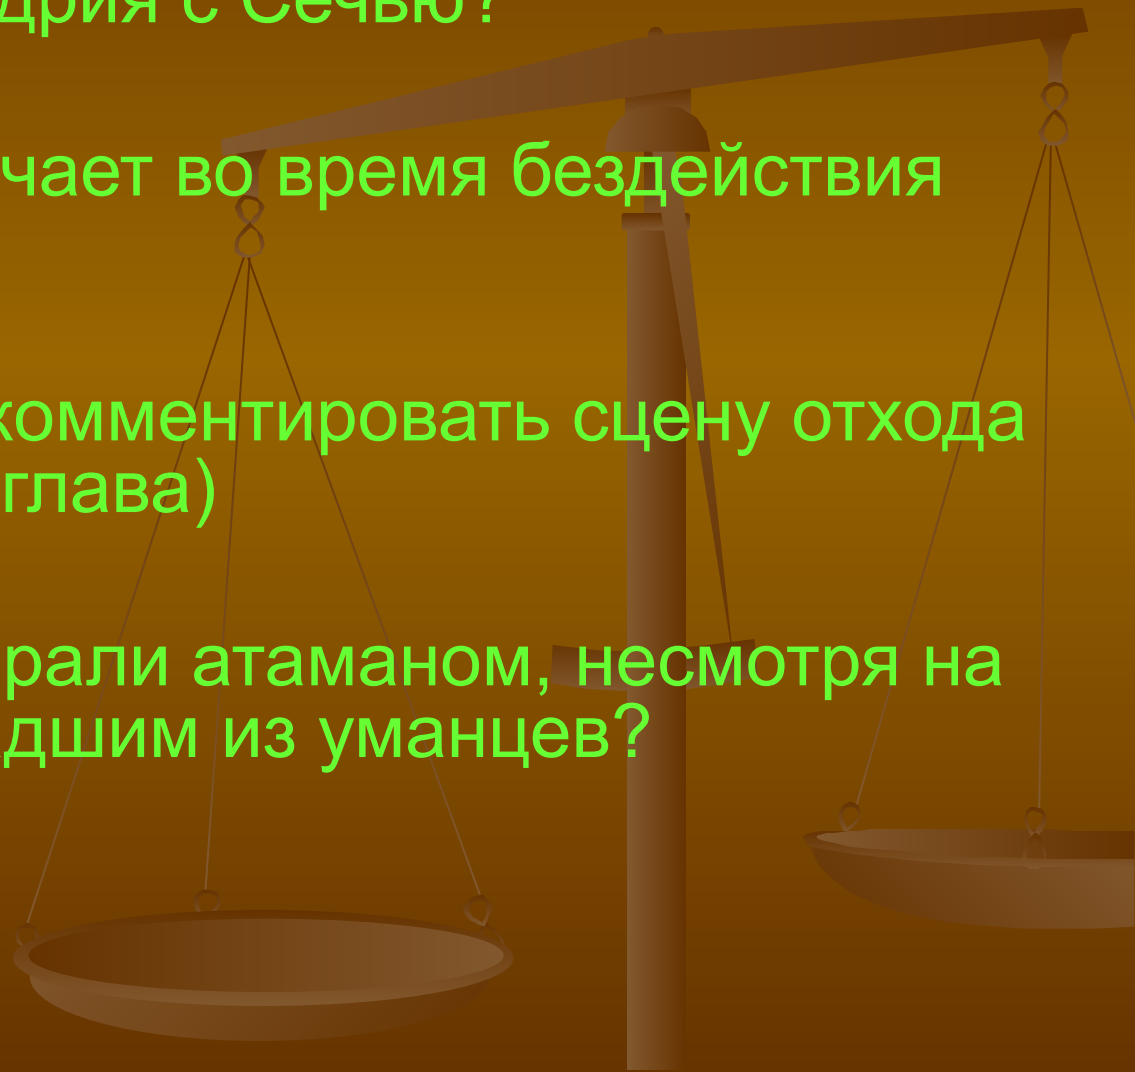 дрия с Сечью?
чает во время бездействия
комментировать сцену отхода
глава)
рали атаманом, несмотря на
дшим из уманцев?